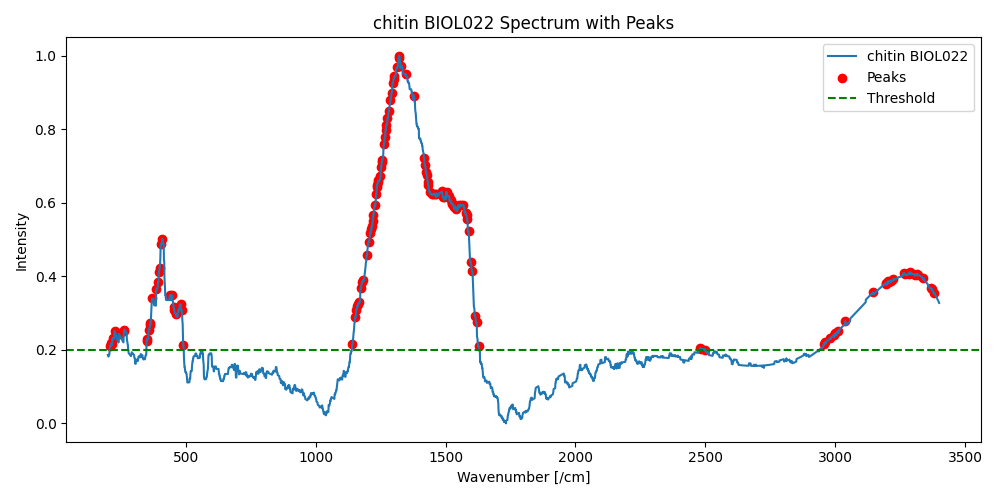 chitin BIOL022 Spectrum with Peaks
chitin BIOL022
Peaks
Threshold
1.0
0.8
0.6
0.4
0.2
0.0
Intensity
500 1000 1500 2000 2500 3000 3500
Wavenumber [/cm]